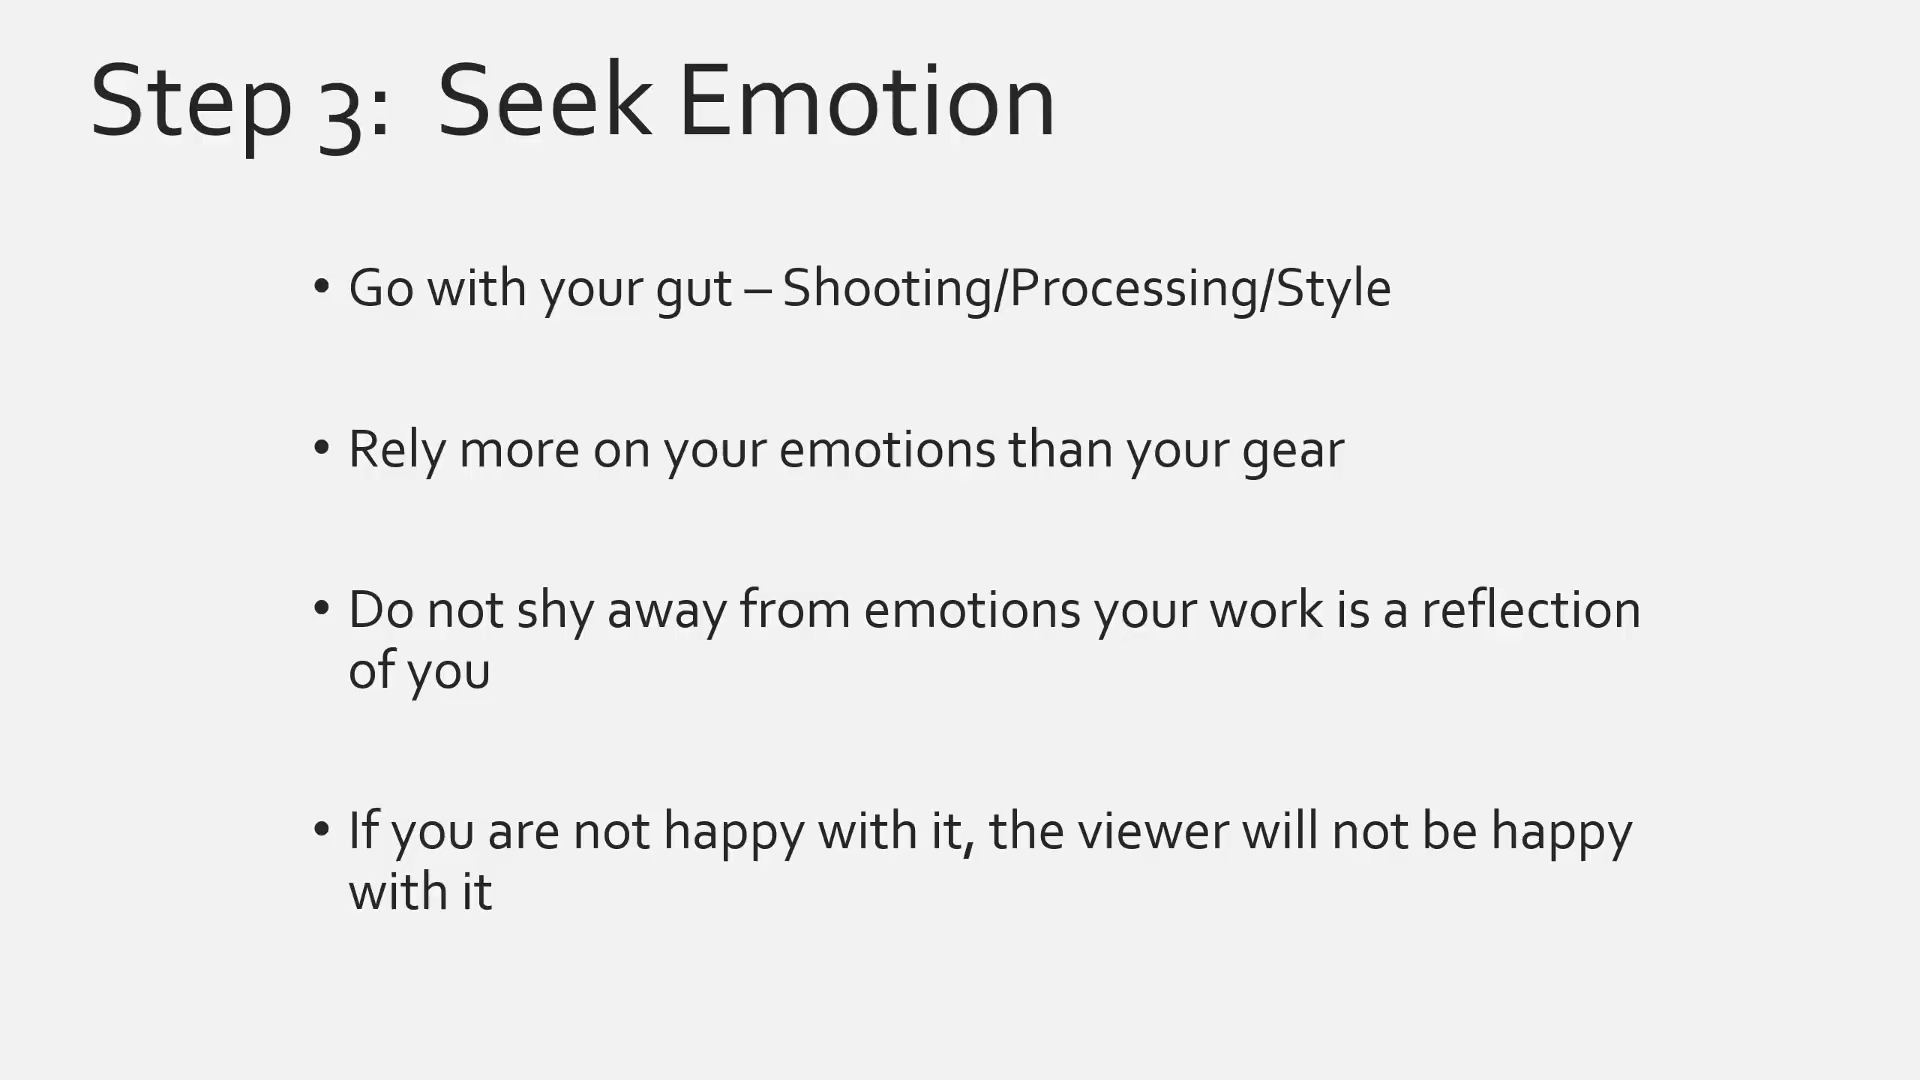 Step 3:  Seek Emotion
• Go with your gut – Shooting/Processing/Style
• Rely more on your emotions than your gear
• Do not shy away from emotions your work is a reflection
of you
• If you are not happy with it, the viewer will not be happy
with it